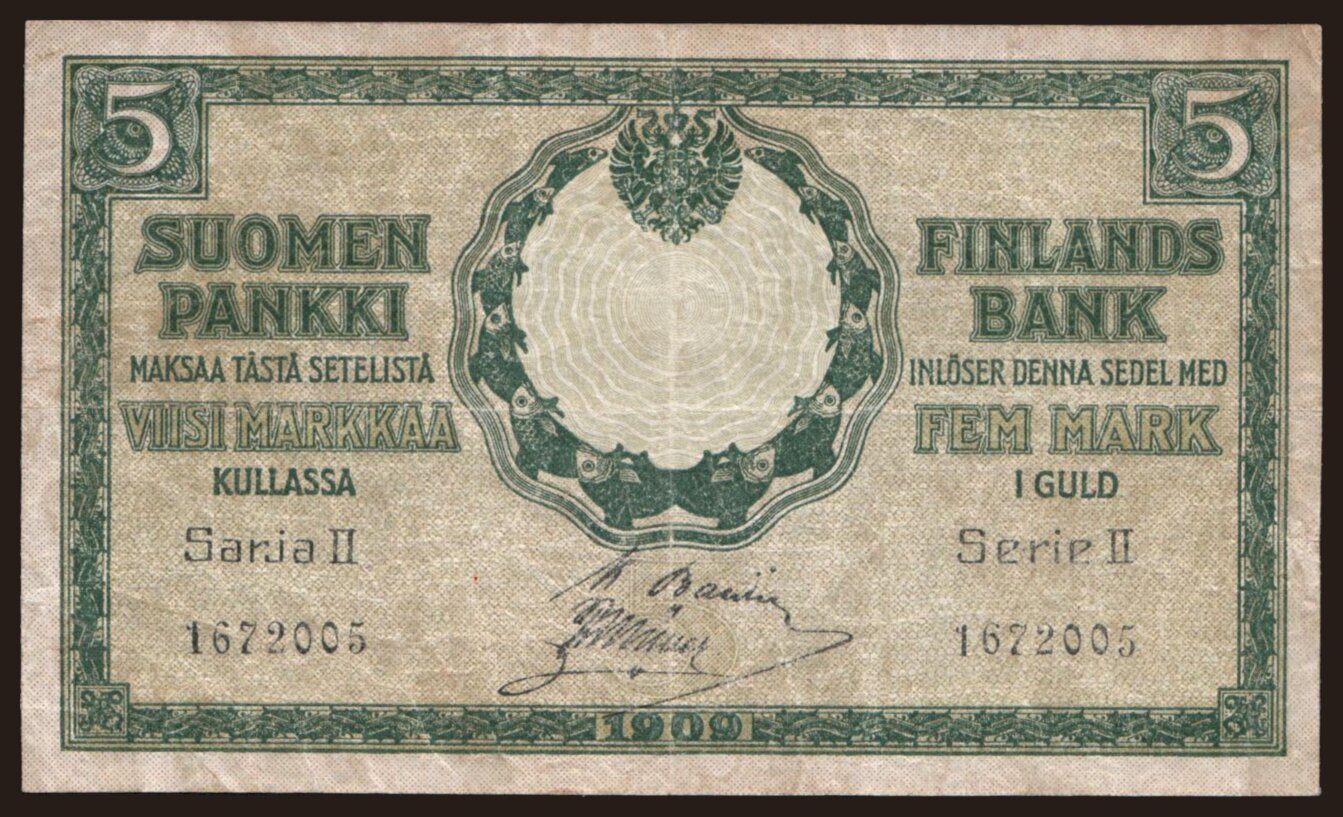 5
5
SUOMEN
PANKKI
MAKSAA TÄSTÄ SETELISTÄ
VIISI MARKKAA
KULLASSA
Sarja II
1672005
FINLANDS
BANK
INLÖSER DENNA SEDEL MED
FEM MARK
I GULD
Serie II
1672005
1909